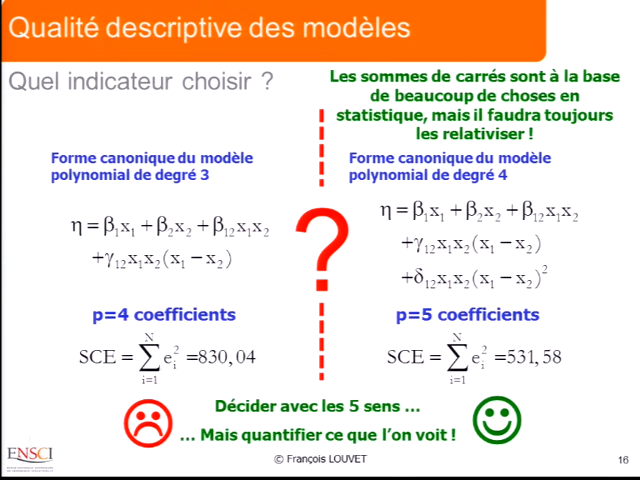 Qualité descriptive des modèles
Quel indicateur choisir ?
Les sommes de carrés sont à la base
de beaucoup de choses en
statistique, mais il faudra toujours
les relativiser !
Forme canonique du modèle
polynomial de degré 3
η = β₁x₁ + β₂x₂ + β₁₂x₁x₂
+γ₁₂x₁x₂(x₁ − x₂)
p=4 coefficients
SCE = ∑ᵢ₌₁ᴺ eᵢ² =830,04
?
Forme canonique du modèle
polynomial de degré 4
η = β₁x₁ + β₂x₂ + β₁₂x₁x₂
+γ₁₂x₁x₂(x₁ − x₂)
+δ₁₂x₁x₂(x₁ − x₂)²
p=5 coefficients
SCE = ∑ᵢ₌₁ᴺ eᵢ² =531,58
Décider avec les 5 sens ...
... Mais quantifier ce que l'on voit !
ENSCI
© François LOUVET
16